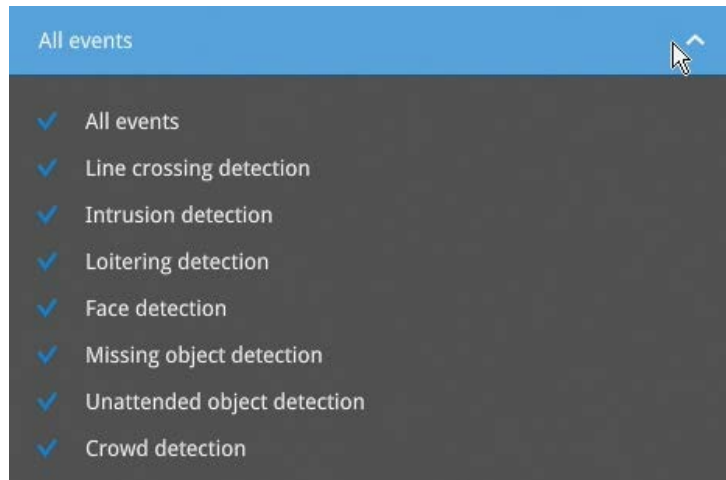 All events
All events
Line crossing detection
Intrusion detection
Loitering detection
Face detection
Missing object detection
Unattended object detection
Crowd detection